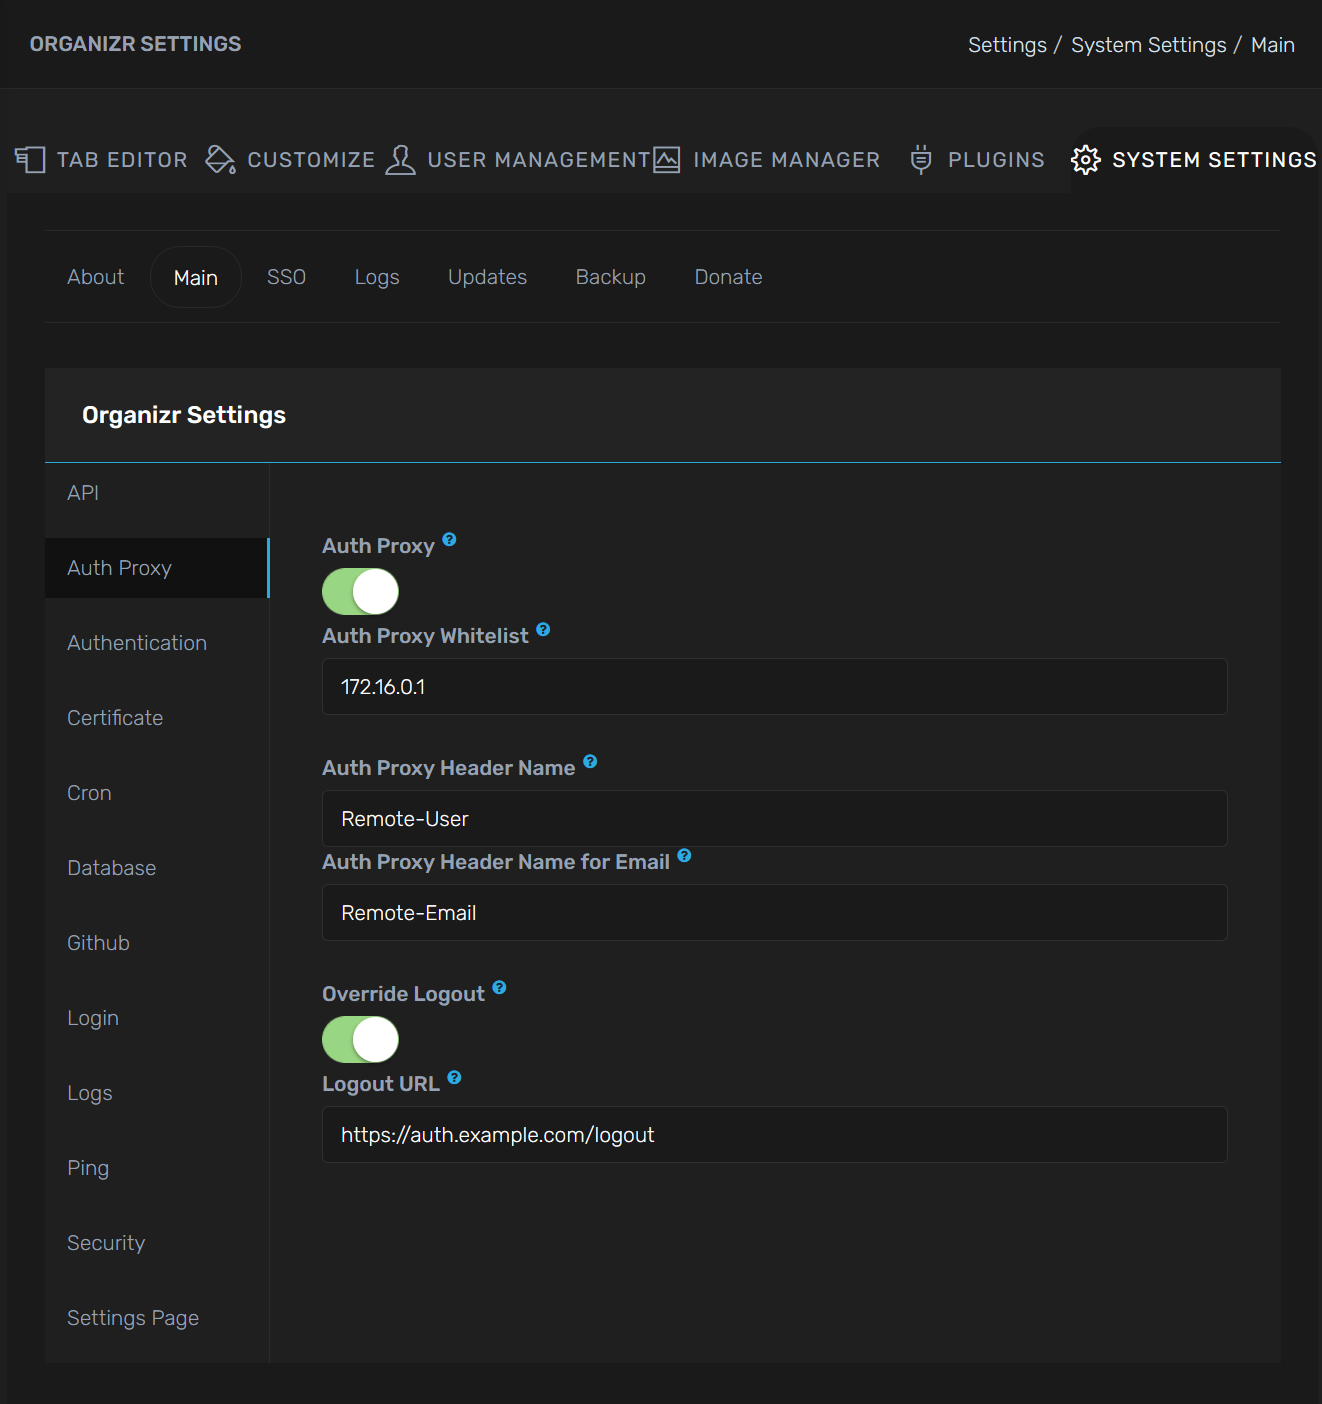 ORGANIZR SETTINGS
Settings / System Settings / Main
TAB EDITOR CUSTOMIZE USER MANAGEMENT IMAGE MANAGER PLUGINS SYSTEM SETTINGS
About Main SSO Logs Updates Backup Donate
Organizr Settings
API
Auth Proxy
Authentication
Certificate
Cron
Database
Github
Login
Logs
Ping
Security
Settings Page
Auth Proxy ?
Auth Proxy Whitelist ?
172.16.0.1
Auth Proxy Header Name ?
Remote-User
Auth Proxy Header Name for Email ?
Remote-Email
Override Logout ?
Logout URL ?
https://auth.example.com/logout